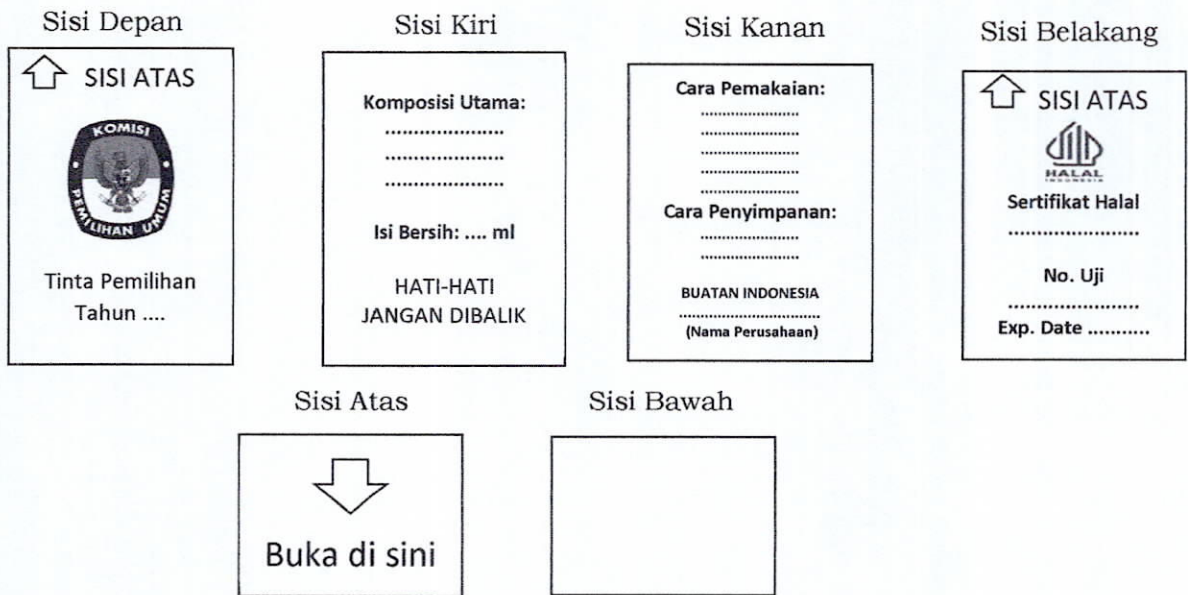 Sisi Depan
SISI ATAS
KOMISI
PEMILIHAN UMUM
Tinta Pemilihan
Tahun ....
Sisi Kiri
Komposisi Utama:
.....................
.....................
.....................
Isi Bersih: .... ml
HATI-HATI
JANGAN DIBALIK
Sisi Kanan
Cara Pemakaian:
........................
........................
........................
........................
........................
Cara Penyimpanan:
........................
........................
BUATAN INDONESIA
..................................
(Nama Perusahaan)
Sisi Belakang
SISI ATAS
HALAL
INDONESIA
Sertifikat Halal
.......................
No. Uji
.......................
Exp. Date ...........
Sisi Atas
Buka di sini
Sisi Bawah